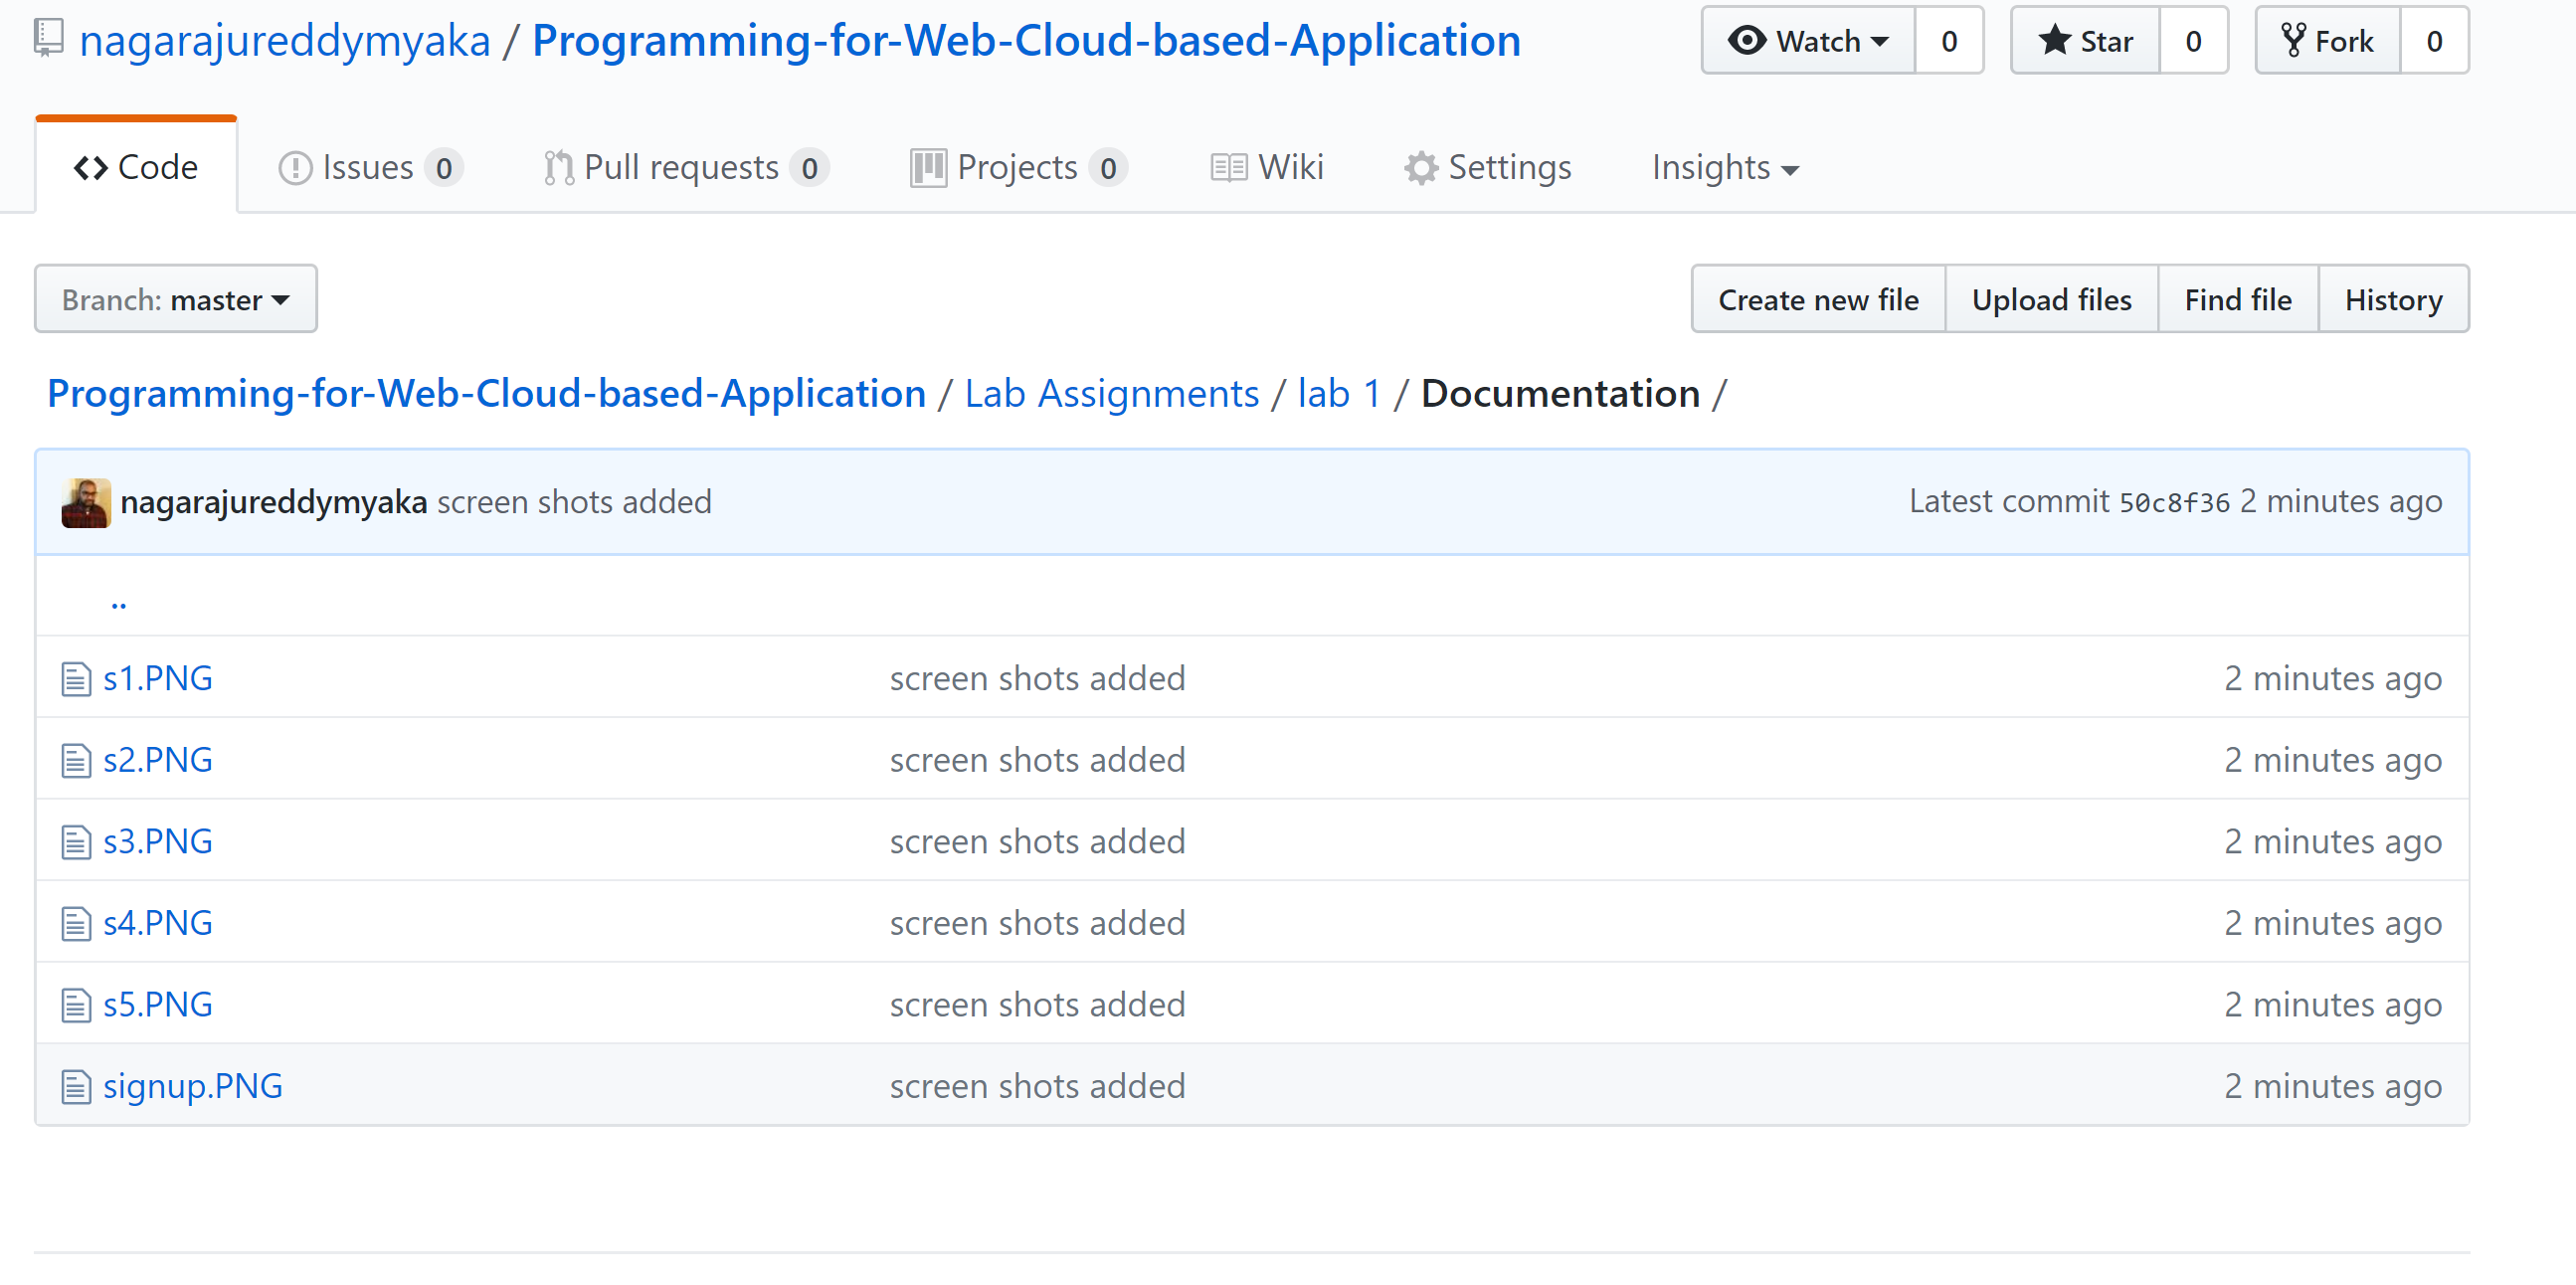 nagarajureddymyaka / Programming-for-Web-Cloud-based-Application Watch 0 Star 0 Fork 0
Code Issues 0 Pull requests 0 Projects 0 Wiki Settings Insights
Branch: master Create new file Upload files Find file History
Programming-for-Web-Cloud-based-Application / Lab Assignments / lab 1 / Documentation /
nagarajureddymyaka screen shots added Latest commit 50c8f36 2 minutes ago
..
s1.PNG screen shots added 2 minutes ago
s2.PNG screen shots added 2 minutes ago
s3.PNG screen shots added 2 minutes ago
s4.PNG screen shots added 2 minutes ago
s5.PNG screen shots added 2 minutes ago
signup.PNG screen shots added 2 minutes ago